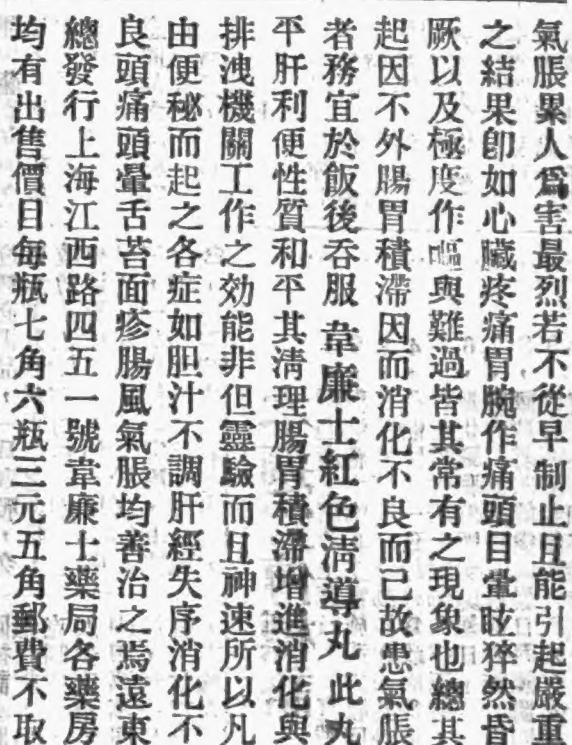 氣脹累人爲害最烈若不從早制止且能引起嚴重
之結果卽如心臟疼痛胃腕作痛頭目暈眩猝然昏
厥以及極度作嘔與難過皆其常有之現象也總其
起因不外腸胃積滯因而消化不良而已故患氣脹
者務宜於飯後吞服韋廉士紅色淸導丸此丸
平肝利便性質和平其淸理腸胃積滯增進消化與
排洩機關工作之効能非但靈驗而且神速所以凡
由便秘而起之各症如胆汁不調肝經失序消化不
良頭痛頭暈舌苔面疹腸風氣脹均善治之焉遠東
總發行上海江西路四五一號韋廉士藥局各藥房
均有出售價目每瓶七角六瓶三元五角郵費不取